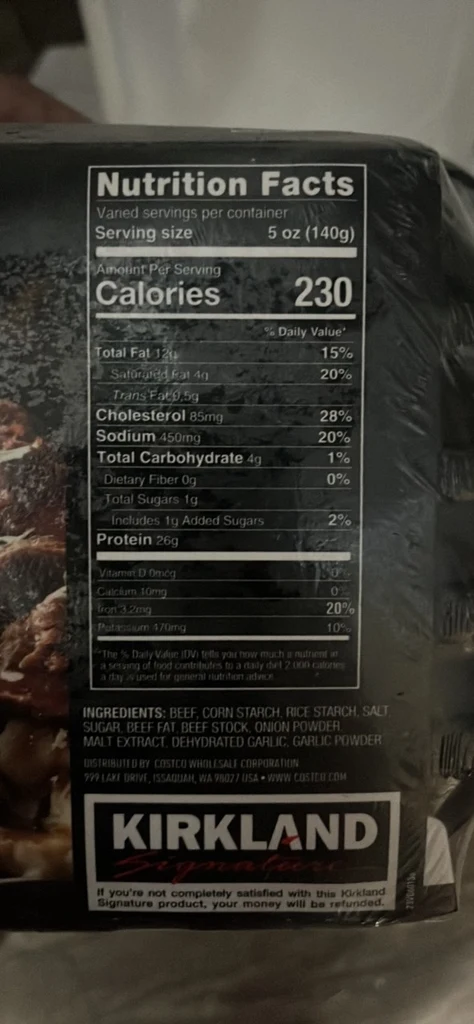 Nutrition Facts
Varied servings per container
Serving size 5 oz (140g)
Amount Per Serving
Calories 230
% Daily Value*
Total Fat 12g 15%
Saturated Fat 4g 20%
Trans Fat 0.5g
Cholesterol 85mg 28%
Sodium 450mg 20%
Total Carbohydrate 4g 1%
Dietary Fiber 0g 0%
Total Sugars 1g
Includes 1g Added Sugars 2%
Protein 26g
Vitamin D 0mcg 0%
Calcium 10mg 0%
Iron 3.2mg 20%
Potassium 470mg 10%
*The % Daily Value (DV) tells you how much a nutrient in
a serving of food contributes to a daily diet. 2,000 calories
a day is used for general nutrition advice.
INGREDIENTS: BEEF, CORN STARCH, RICE STARCH, SALT,
SUGAR, BEEF FAT, BEEF STOCK, ONION POWDER,
MALT EXTRACT, DEHYDRATED GARLIC, GARLIC POWDER
DISTRIBUTED BY COSTCO WHOLESALE CORPORATION
999 LAKE DRIVE, ISSAQUAH, WA 98027 USA • WWW.COSTCO.COM
KIRKLAND
Signature
If you're not completely satisfied with this Kirkland
Signature product, your money will be refunded.